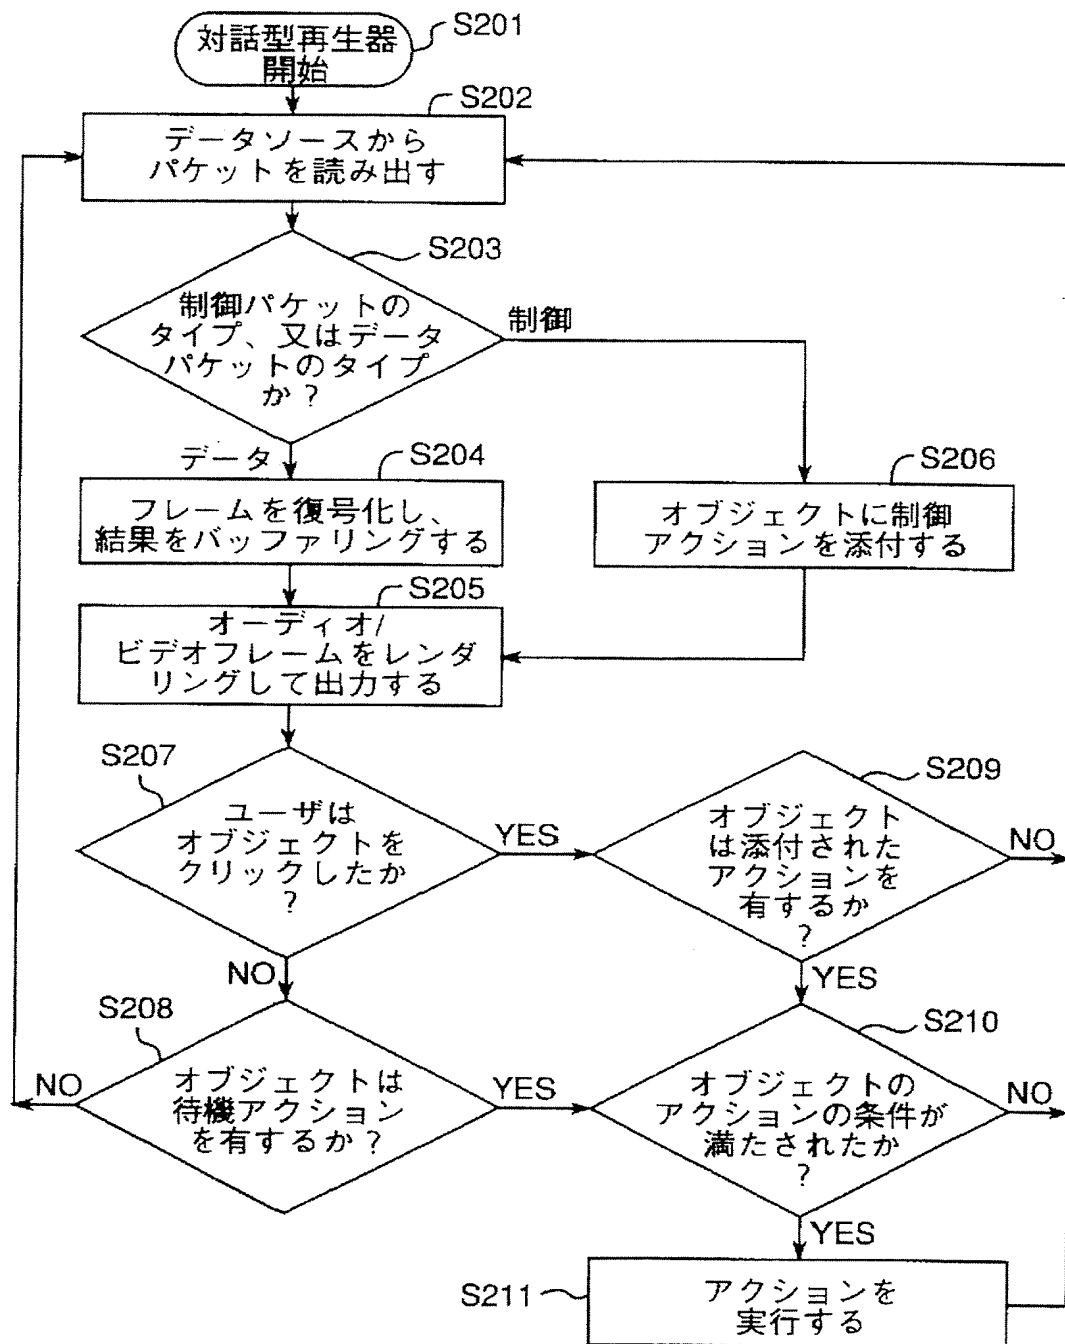 対話型再生器
開始
S201
S202
データソースから
パケットを読み出す
S203
制御パケットの
タイプ、又はデータ
パケットのタイプ
か?
制御
データ
S204
フレームを復号化し、
結果をバッファリングする
S206
オブジェクトに制御
アクションを添付する
S205
オーディオ/
ビデオフレームをレンダ
リングして出力する
S207
ユーザは
オブジェクトを
クリックしたか
?
YES
NO
S209
オブジェクト
は添付された
アクションを
有するか
?
NO
YES
S208
オブジェクトは
待機アクション
を有するか?
NO
YES
S210
オブジェクトの
アクションの条件が
満たされたか
?
NO
YES
S211
アクションを
実行する